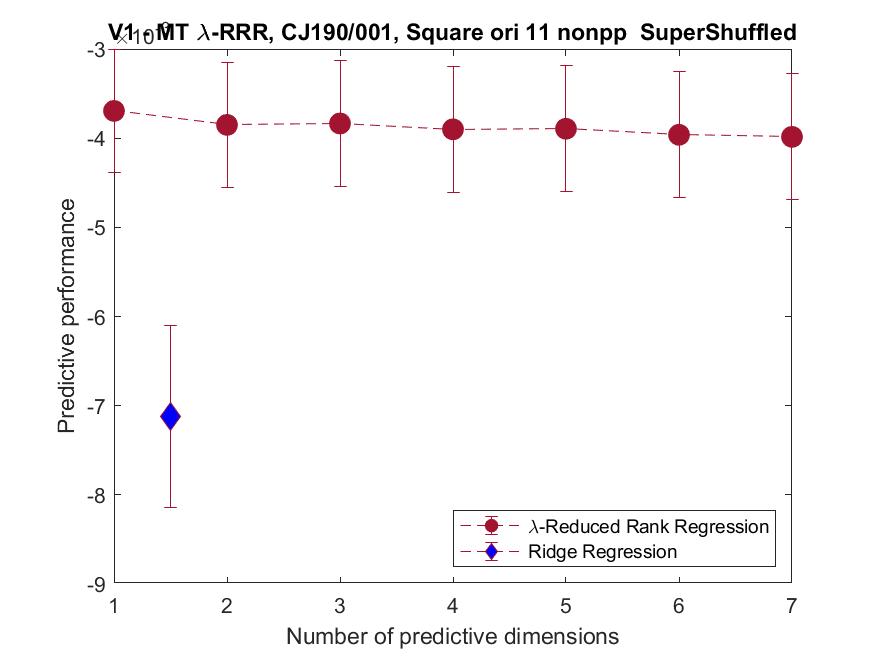 V1 - MT λ-RRR, CJ190/001, Square ori 11 nonpp SuperShuffled
×10
-3
-4
-5
-6
-7
-8
-9
Predictive performance
λ-Reduced Rank Regression
Ridge Regression
1 2 3 4 5 6 7
Number of predictive dimensions